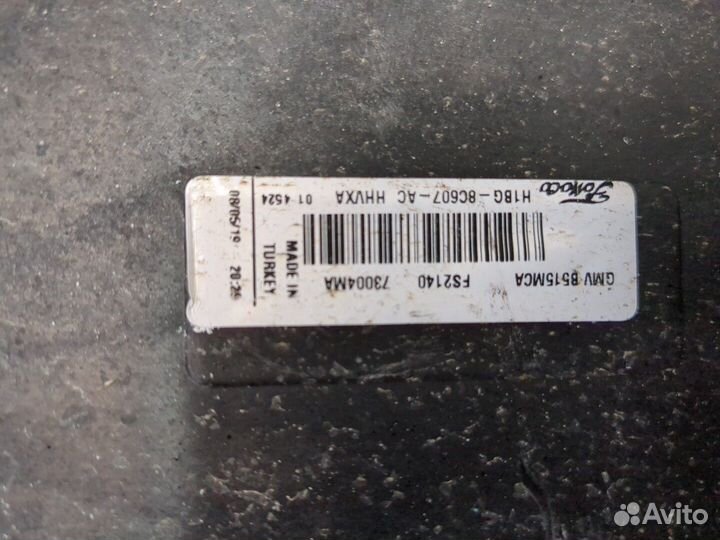 GMV B515MCA FS2140 73004MA
MADE IN
TURKEY
H1BG-8C607-AC HHVXA 01 4524
FoMoCo
08/05/19 20:26
Avito